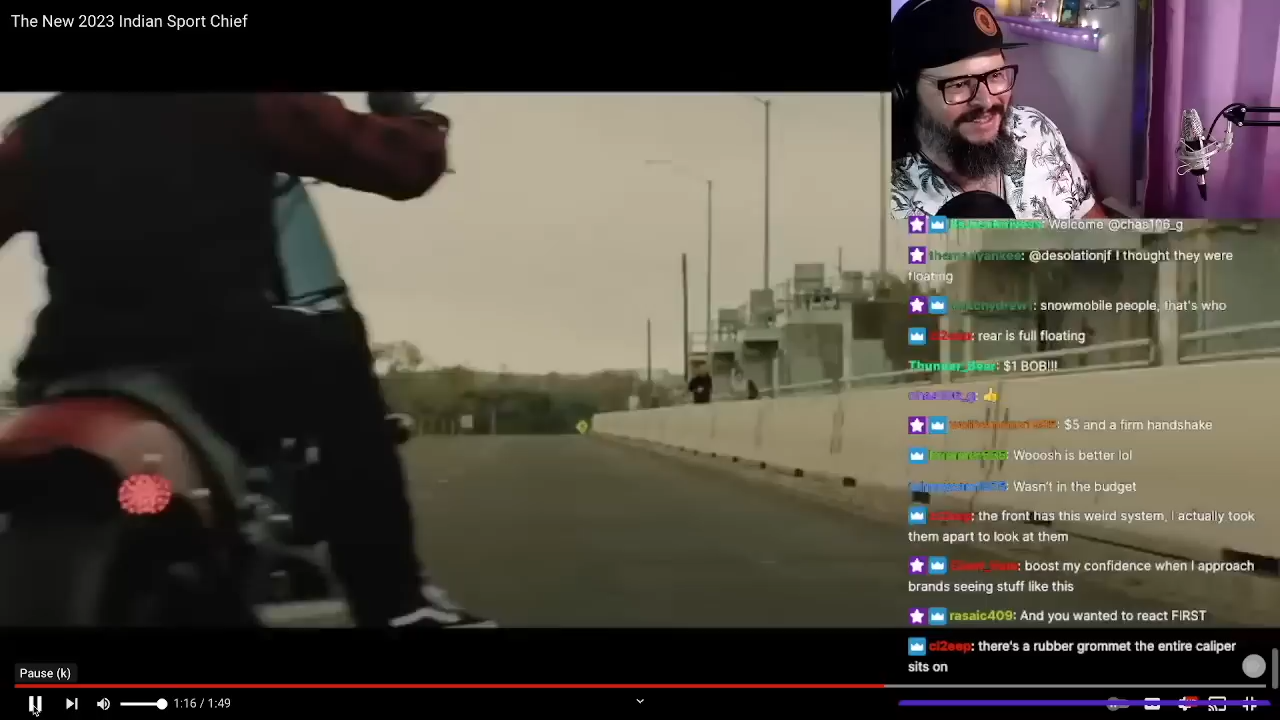 The New 2023 Indian Sport Chief
Welcome @chas106_g
@desolationjf I thought they were
floating
: snowmobile people, that's who
ci2eep: rear is full floating
Thunder_Bear: $1 BOB!!!
👍
: $5 and a firm handshake
: Wooosh is better lol
: Wasn't in the budget
ci2eep: the front has this weird system, I actually took
them apart to look at them
: boost my confidence when I approach
brands seeing stuff like this
rasaic409: And you wanted to react FIRST
ci2eep: there's a rubber grommet the entire caliper
sits on
Pause (k)
1:16 / 1:49